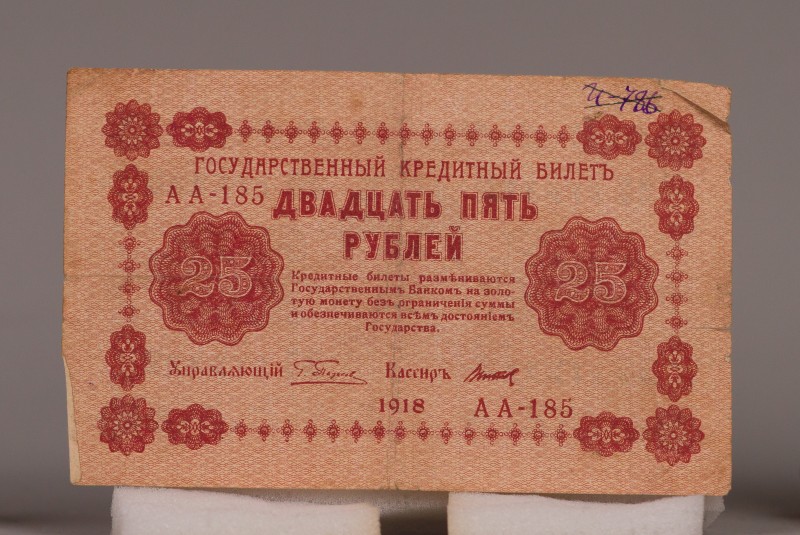 ГОСУДАРСТВЕННЫЙ КРЕДИТНЫЙ БИЛЕТЪ
АА-185 ДВАДЦАТЬ ПЯТЬ
РУБЛЕЙ
25
25
Кредитные билеты размѣниваются
Государственнымъ Банкомъ на золо-
тую монету безъ ограниченія суммы
и обезпечиваются всѣмъ достояніемъ
Государства.
Управляющій
Кассиръ
1918 АА-185